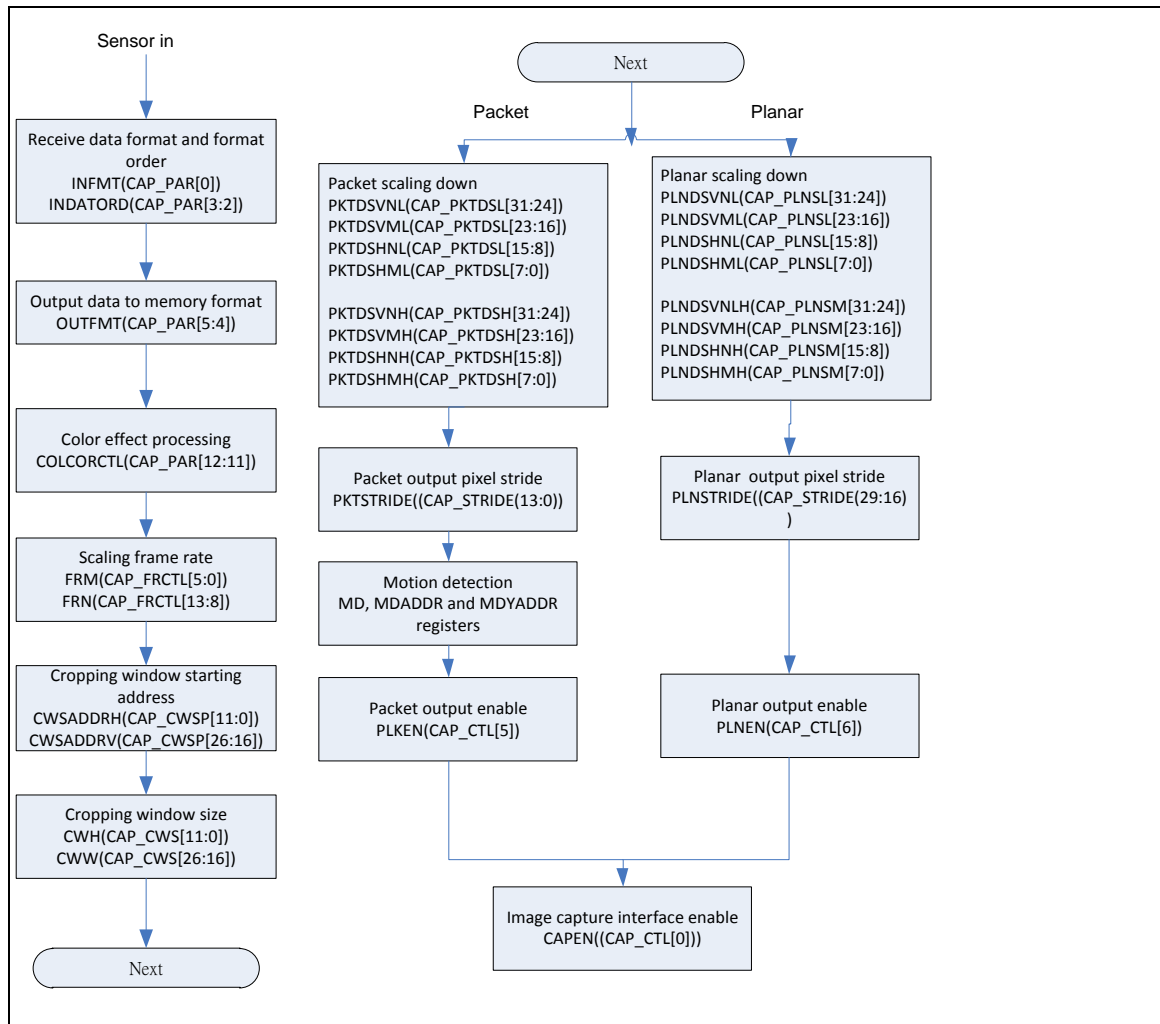 Sensor in
Receive data format and format
order
INFMT(CAP_PAR[0])
INDATORD(CAP_PAR[3:2])
Output data to memory format
OUTFMT(CAP_PAR[5:4])
Color effect processing
COLCORCTL(CAP_PAR[12:11])
Scaling frame rate
FRM(CAP_FRCTL[5:0])
FRN(CAP_FRCTL[13:8])
Cropping window starting
address
CWSADDRH(CAP_CWSP[11:0])
CWSADDRV(CAP_CWSP[26:16])
Cropping window size
CWH(CAP_CWS[11:0])
CWW(CAP_CWS[26:16])
Next
Next
Packet
Planar
Packet scaling down
PKTDSVNL(CAP_PKTDSL[31:24])
PKTDSVML(CAP_PKTDSL[23:16])
PKTDSHNL(CAP_PKTDSL[15:8])
PKTDSHML(CAP_PKTDSL[7:0])
PKTDSVNH(CAP_PKTDSH[31:24])
PKTDSVMH(CAP_PKTDSH[23:16])
PKTDSHNH(CAP_PKTDSH[15:8])
PKTDSHMH(CAP_PKTDSH[7:0])
Packet output pixel stride
PKTSTRIDE((CAP_STRIDE(13:0))
Motion detection
MD, MDADDR and MDYADDR
registers
Packet output enable
PLKEN(CAP_CTL[5])
Planar scaling down
PLNDSVNL(CAP_PLNSL[31:24])
PLNDSVML(CAP_PLNSL[23:16])
PLNDSHNL(CAP_PLNSL[15:8])
PLNDSHML(CAP_PLNSL[7:0])
PLNDSVNLH(CAP_PLNSM[31:24])
PLNDSVMH(CAP_PLNSM[23:16])
PLNDSHNH(CAP_PLNSM[15:8])
PLNDSHMH(CAP_PLNSM[7:0])
Planar output pixel stride
PLNSTRIDE((CAP_STRIDE(29:16)
)
Planar output enable
PLNEN(CAP_CTL[6])
Image capture interface enable
CAPEN((CAP_CTL[0]))